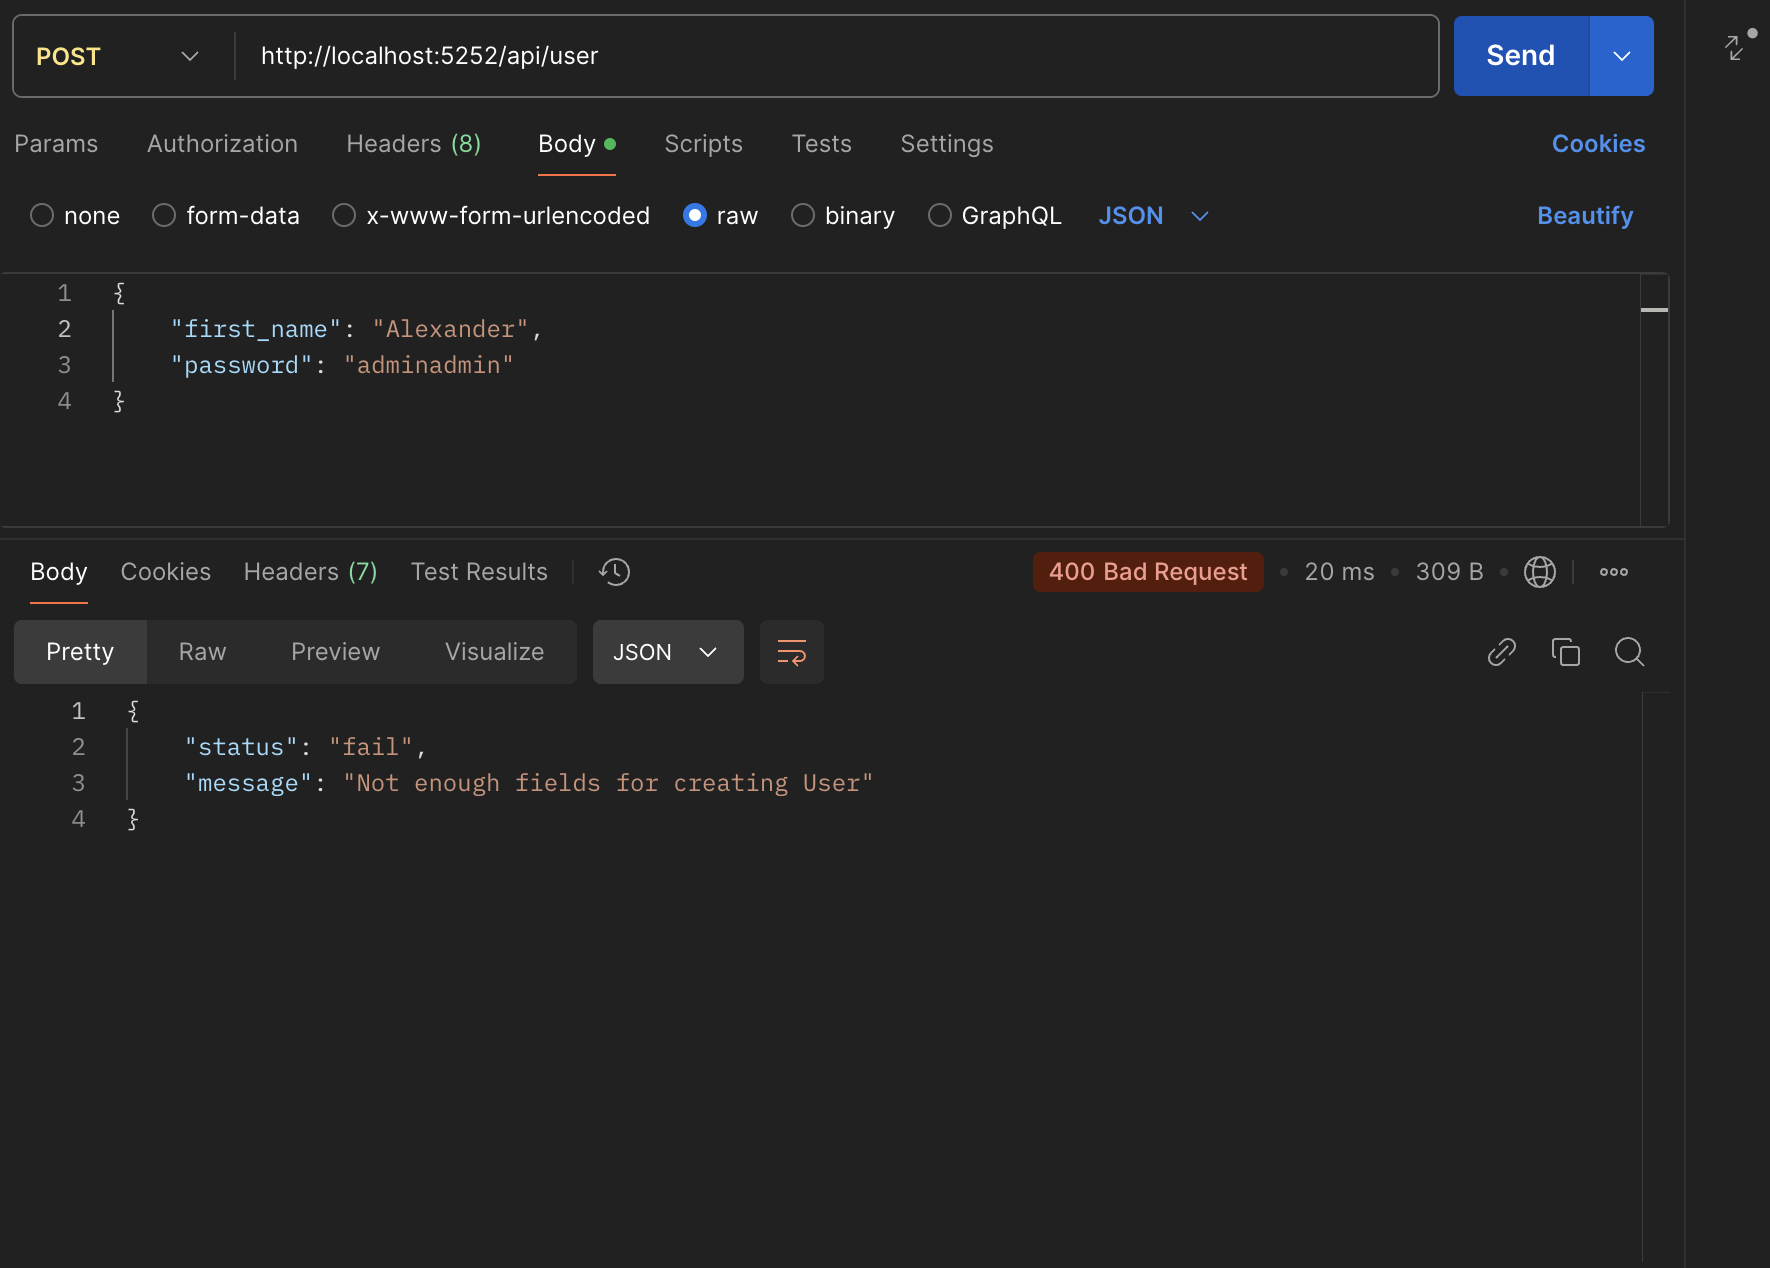 POST http://localhost:5252/api/user Send
Params Authorization Headers (8) Body Scripts Tests Settings Cookies
none form-data x-www-form-urlencoded raw binary GraphQL JSON Beautify
1 {
2 "first_name": "Alexander",
3 "password": "adminadmin"
4 }
Body Cookies Headers (7) Test Results 400 Bad Request 20 ms 309 B
Pretty Raw Preview Visualize JSON
1 {
2 "status": "fail",
3 "message": "Not enough fields for creating User"
4 }